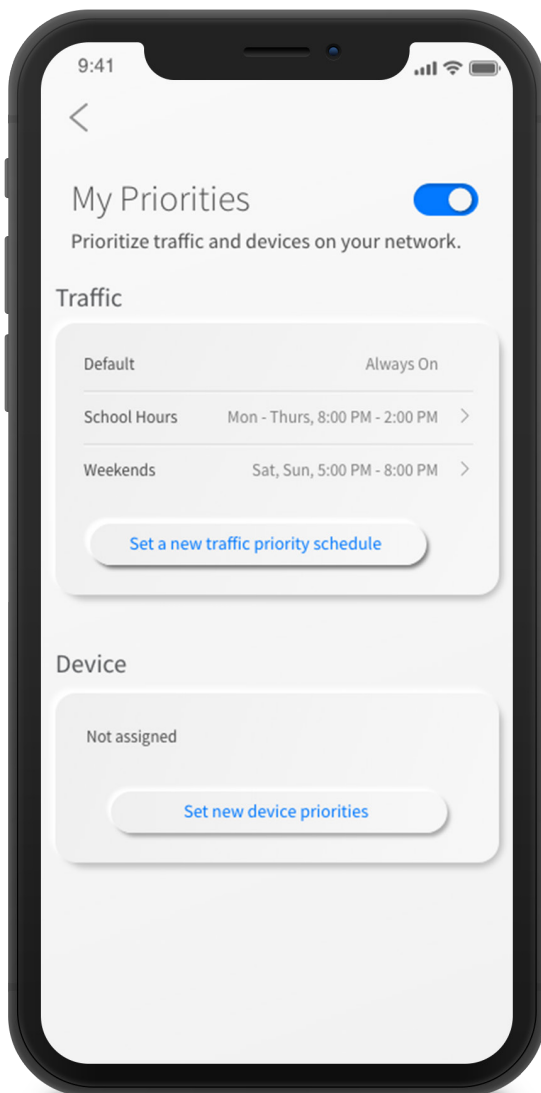 9:41
My Priorities
Prioritize traffic and devices on your network.
Traffic
Default Always On
School Hours Mon - Thurs, 8:00 PM - 2:00 PM
Weekends Sat, Sun, 5:00 PM - 8:00 PM
Set a new traffic priority schedule
Device
Not assigned
Set new device priorities